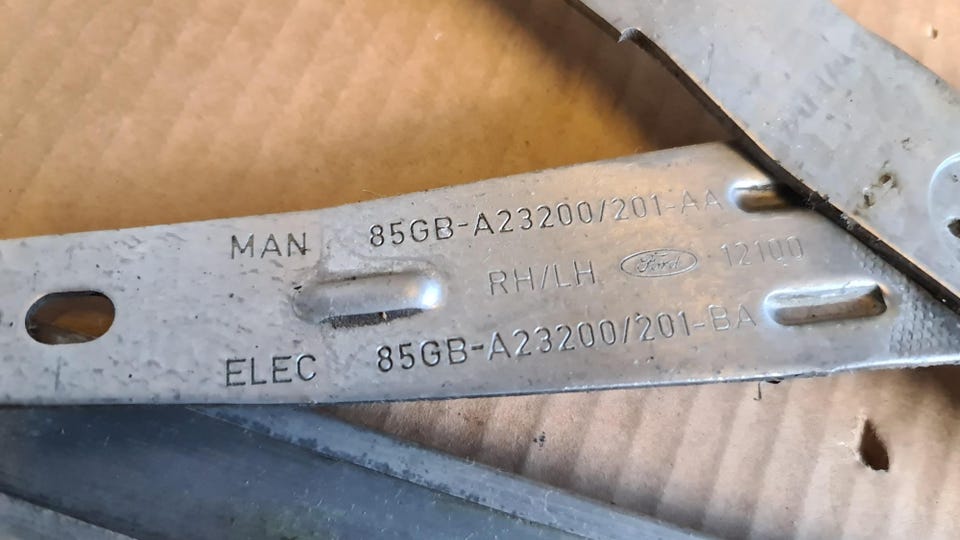 MAN 85GB-A23200/201-AA
RH/LH Ford 12100
ELEC 85GB-A23200/201-BA